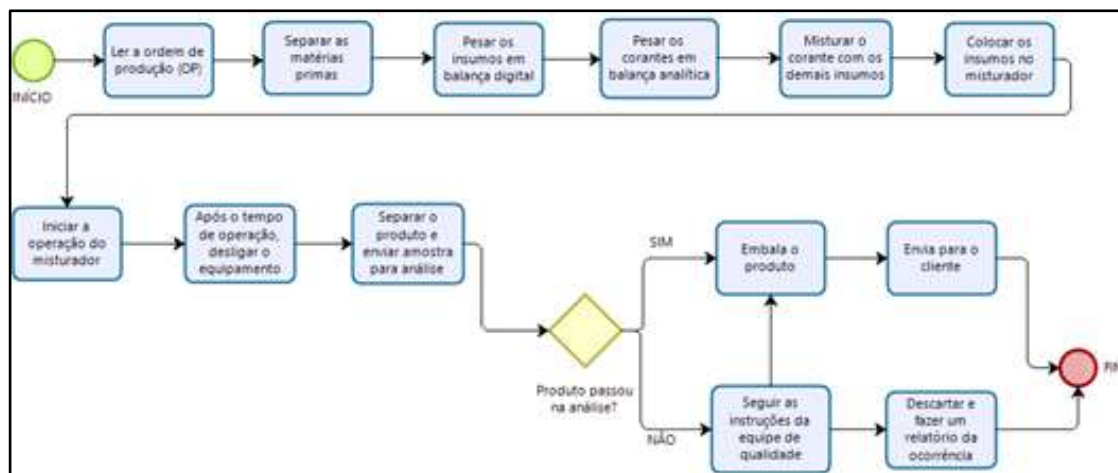 INÍCIO
Ler a ordem de
produção (OP)
Separar as
matérias
primas
Pesar os
insumos em
balança digital
Pesar os
corantes em
balança analítica
Misturar o
corante com os
demais insumos
Colocar os
insumos no
misturador
Iniciar a
operação do
misturador
Após o tempo
de operação,
desligar o
equipamento
Separar o
produto e
enviar amostra
para análise
Produto passou
na análise?
SIM
Embala o
produto
Envia para o
cliente
NÃO
Seguir as
instruções da
equipe de
qualidade
Descartar e
fazer um
relatório da
ocorrência